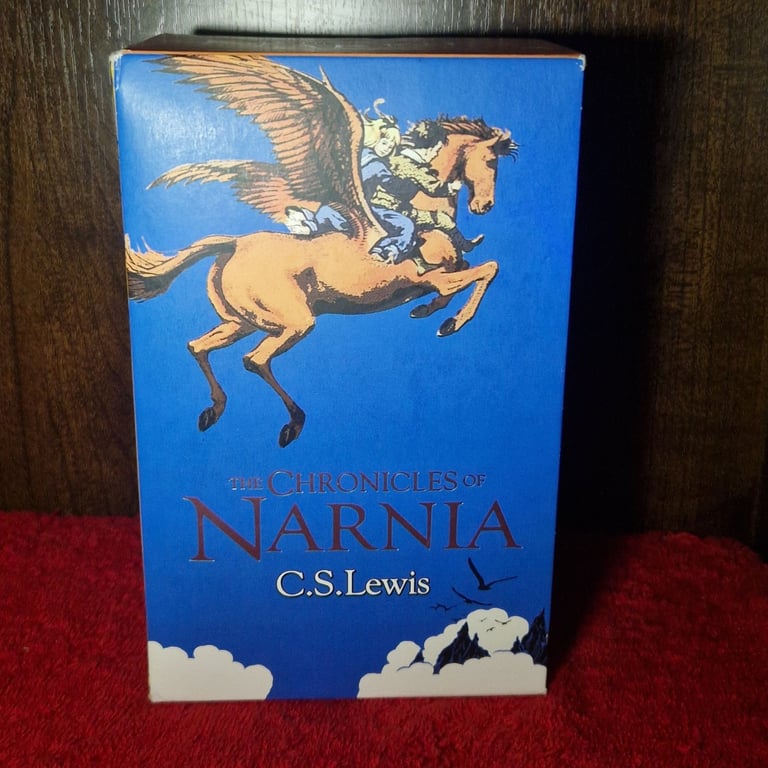 THE CHRONICLES OF
NARNIA
C.S.Lewis